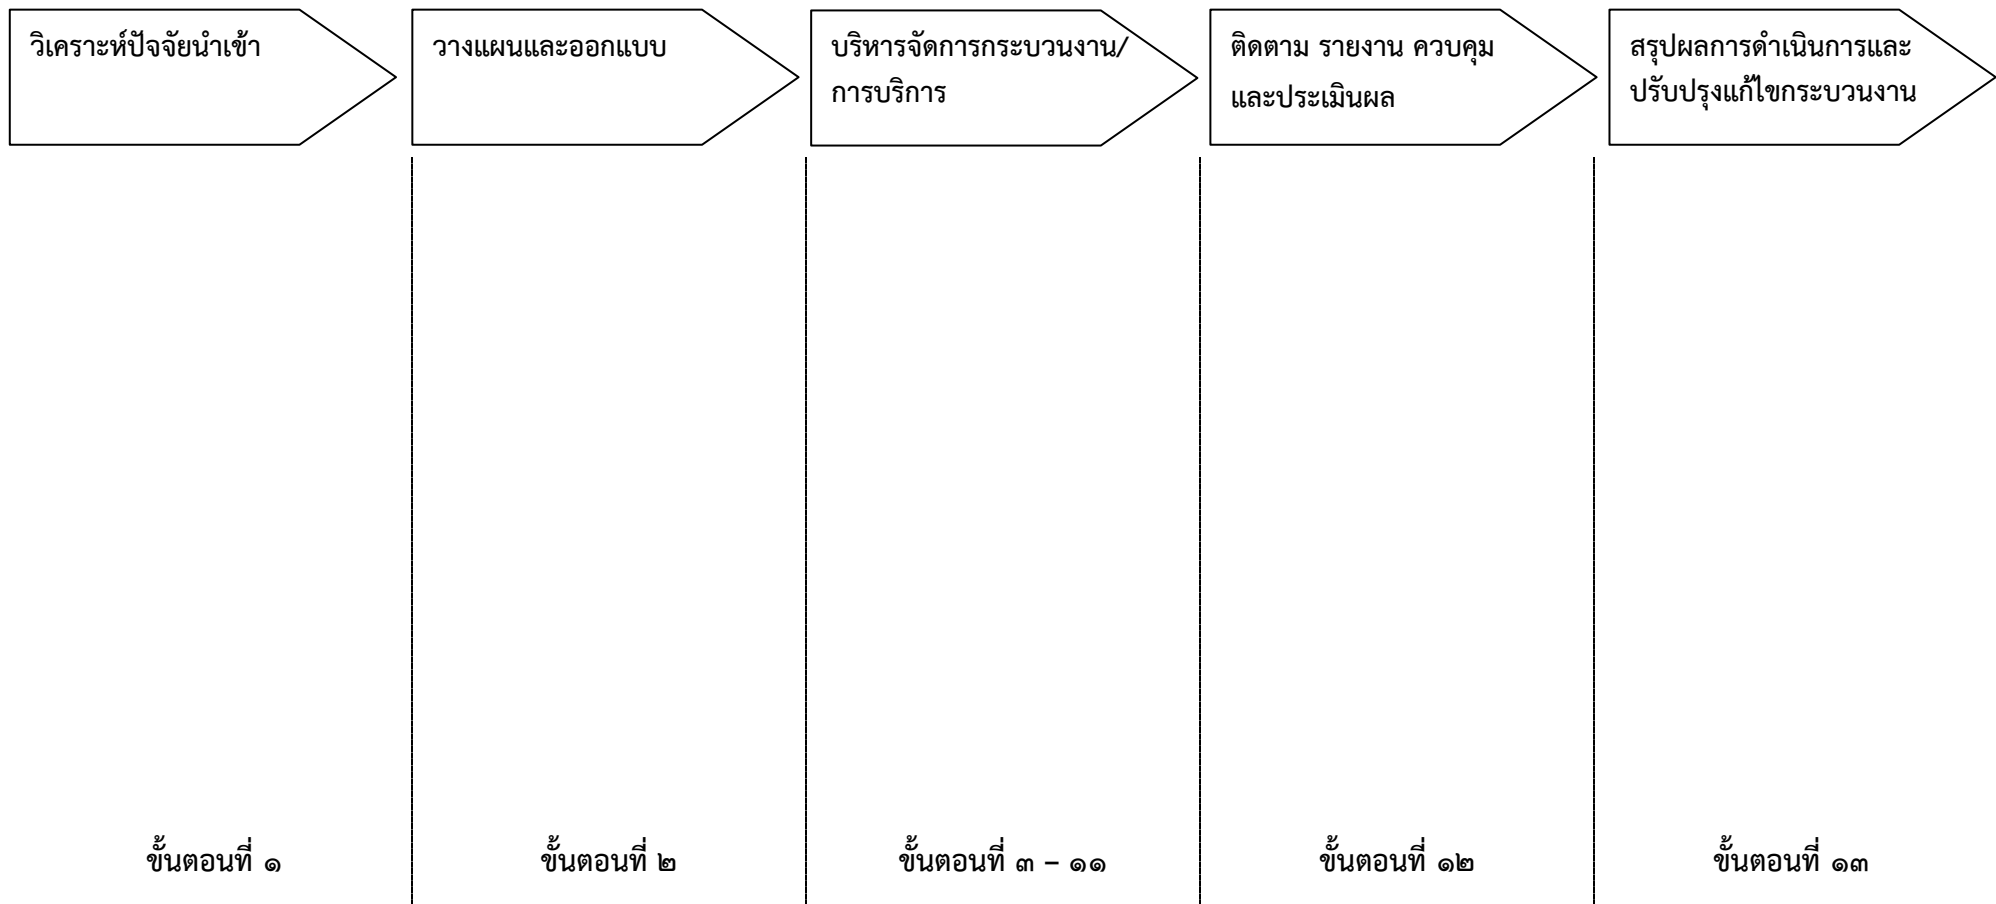 วิเคราะห์ปัจจัยนำเข้า
วางแผนและออกแบบ
บริหารจัดการกระบวนงาน/
การบริการ
ติดตาม รายงาน ควบคุม
และประเมินผล
สรุปผลการดำเนินการและ
ปรับปรุงแก้ไขกระบวนงาน
ขั้นตอนที่ ๑
ขั้นตอนที่ ๒
ขั้นตอนที่ ๓ – ๑๑
ขั้นตอนที่ ๑๒
ขั้นตอนที่ ๑๓